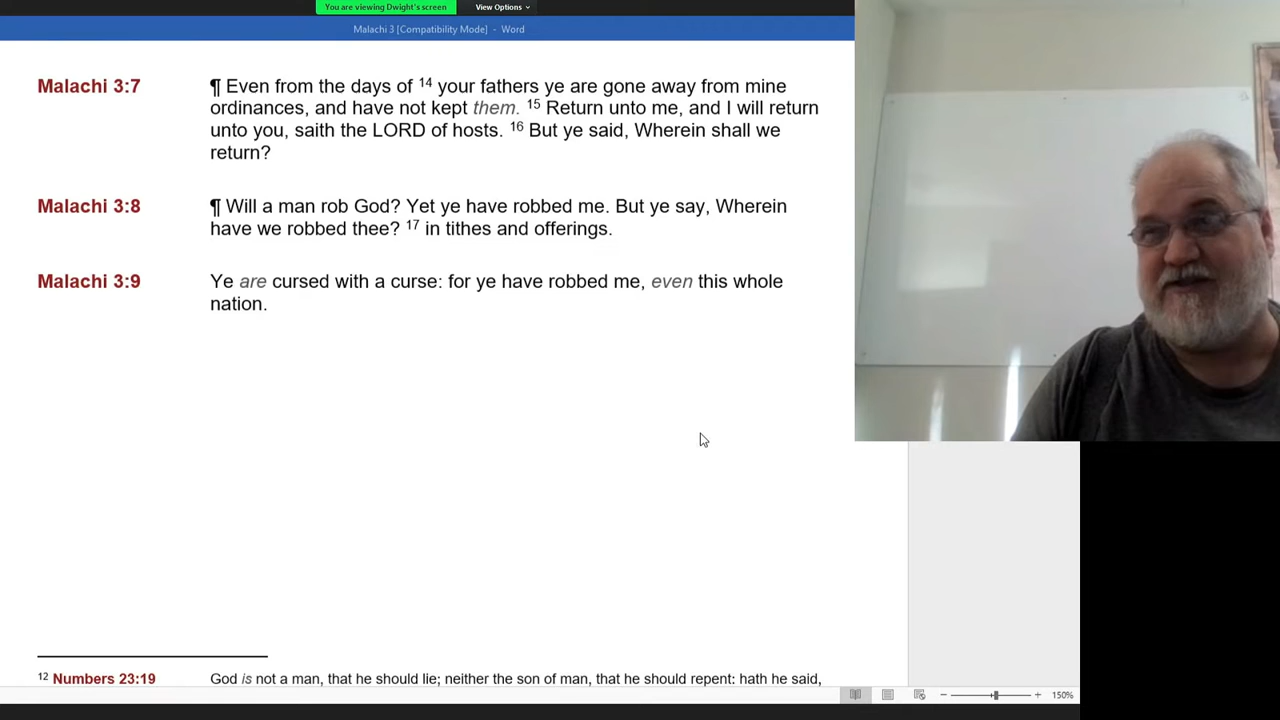 You are viewing Dwight's screen View Options
Malachi 3 [Compatibility Mode] - Word
Malachi 3:7 ¶ Even from the days of 14 your fathers ye are gone away from mine
ordinances, and have not kept them. 15 Return unto me, and I will return
unto you, saith the LORD of hosts. 16 But ye said, Wherein shall we
return?
Malachi 3:8 ¶ Will a man rob God? Yet ye have robbed me. But ye say, Wherein
have we robbed thee? 17 in tithes and offerings.
Malachi 3:9 Ye are cursed with a curse: for ye have robbed me, even this whole
nation.
12 Numbers 23:19 God is not a man, that he should lie; neither the son of man, that he should repent: hath he said,
150%